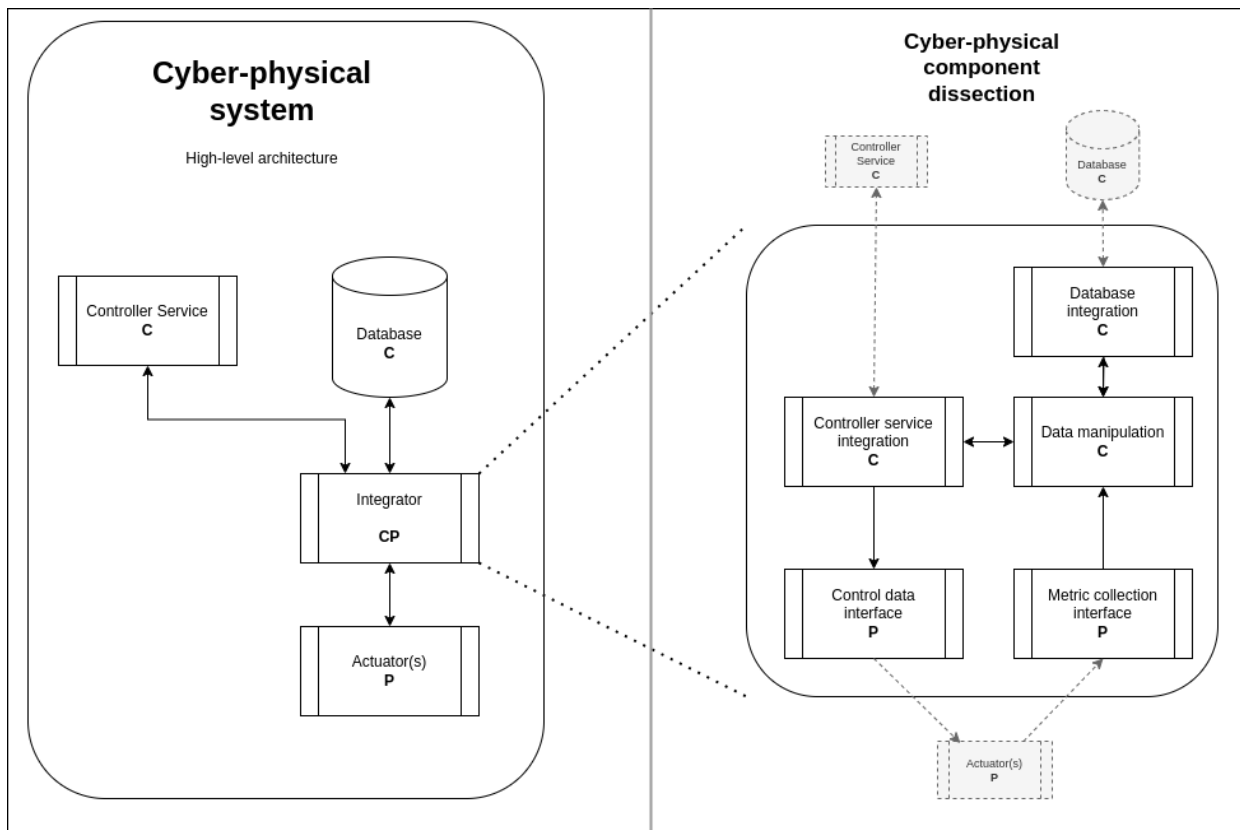 Cyber-physical
system
High-level architecture
Controller Service
C
Database
C
Integrator
CP
Actuator(s)
P
Cyber-physical
component
dissection
Controller
Service
C
Database
C
Database
integration
C
Controller service
integration
C
Data manipulation
C
Control data
interface
P
Metric collection
interface
P
Actuator(s)
P